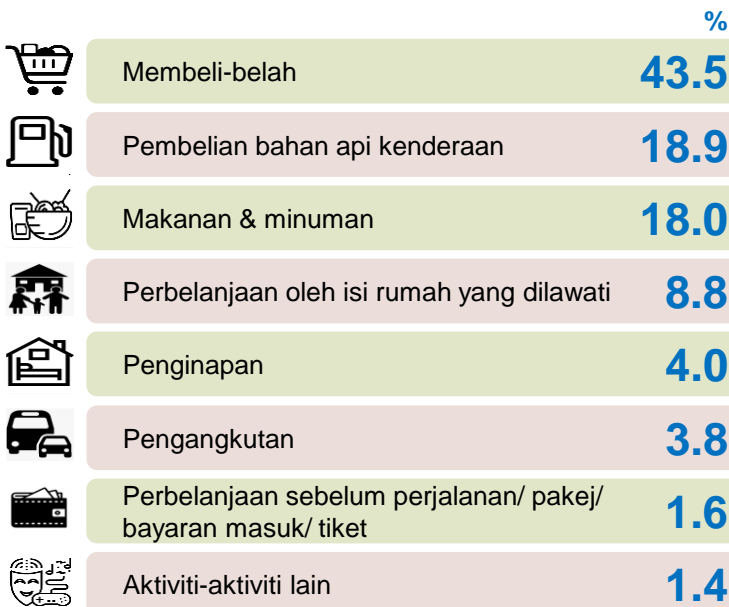 %
Membeli-belah 43.5
Pembelian bahan api kenderaan 18.9
Makanan & minuman 18.0
Perbelanjaan oleh isi rumah yang dilawati 8.8
Penginapan 4.0
Pengangkutan 3.8
Perbelanjaan sebelum perjalanan/ pakej/
bayaran masuk/ tiket 1.6
Aktiviti-aktiviti lain 1.4